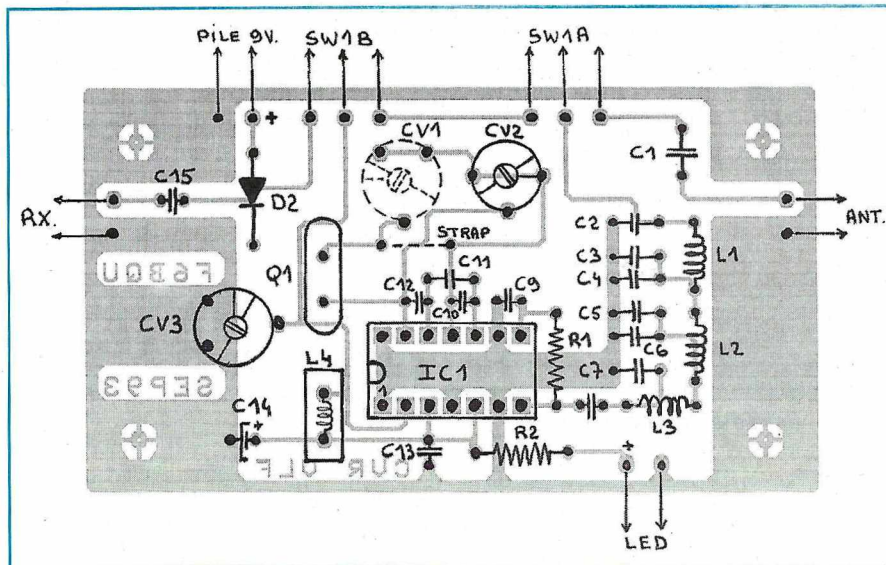 PiLE 9V. SW1B SW1A
+
CV1 CV2
C1
C15
D2
RX.
ANT.
STRAP
C2
L1
C3
C11
C4
Q1
F6BQU
C12
C10
C9
C5
CV3
R1
C6
L2
L4
IC1
C7
1
SEP93
C14
+
L3
R2
C13
+
CVR VLF
LED